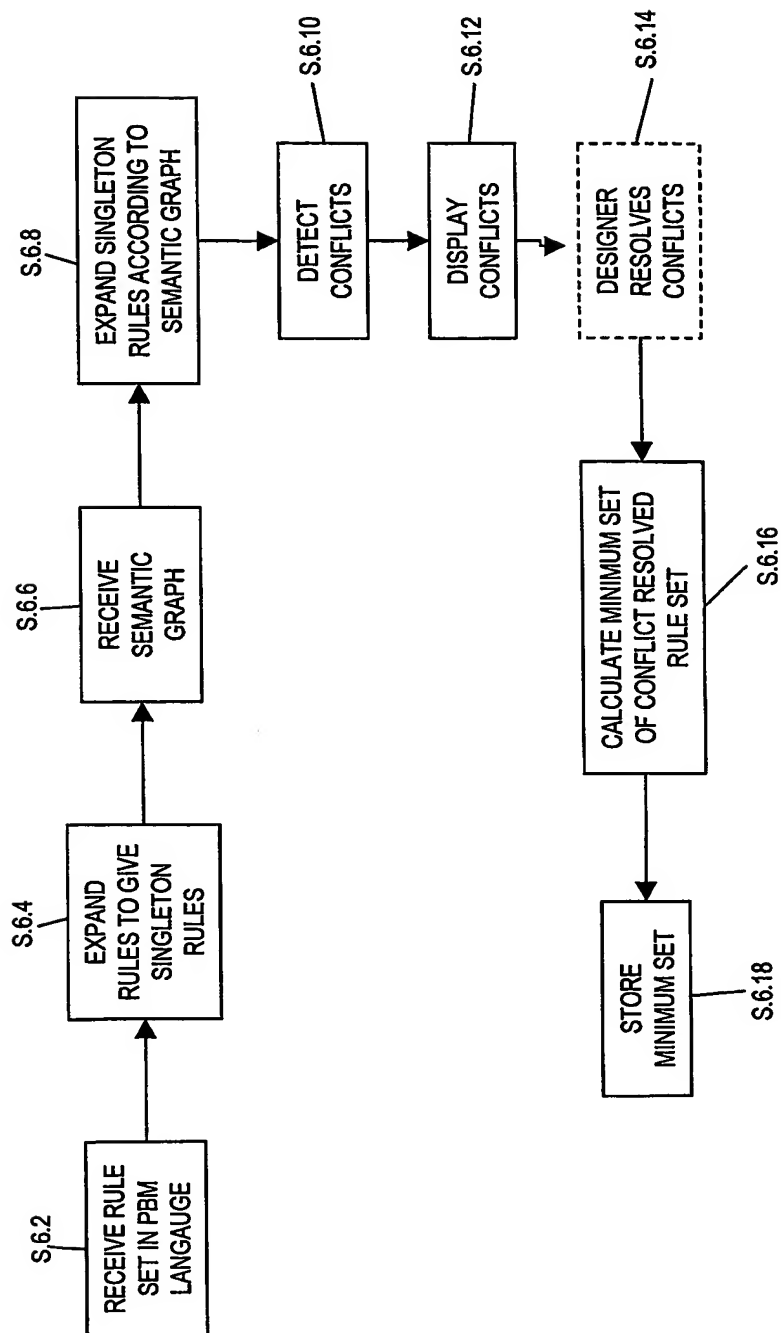 S.6.2
RECEIVE RULE
SET IN PBM
LANGAUGE
S.6.4
EXPAND
RULES TO GIVE
SINGLETON
RULES
S.6.6
RECEIVE
SEMANTIC
GRAPH
S.6.8
EXPAND SINGLETON
RULES ACCORDING TO
SEMANTIC GRAPH
S.6.10
DETECT
CONFLICTS
S.6.12
DISPLAY
CONFLICTS
S.6.14
DESIGNER
RESOLVES
CONFLICTS
CALCULATE MINIMUM SET
OF CONFLICT RESOLVED
RULE SET
S.6.16
STORE
MINIMUM SET
S.6.18